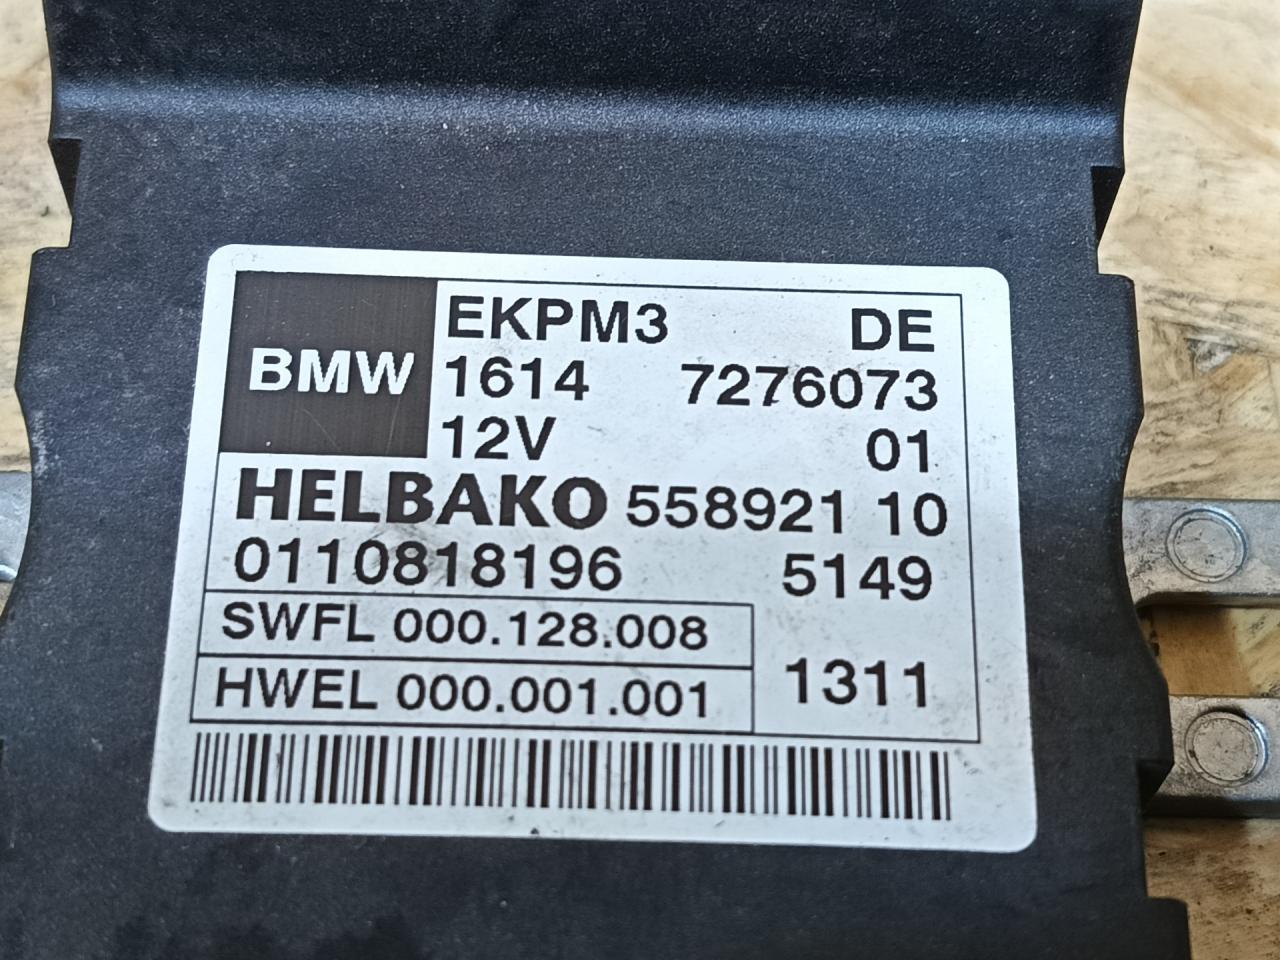 BMW
EKPM3 DE
1614 7276073
12V 01
HELBAKO 558921 10
0110818196 5149
SWFL 000.128.008
HWEL 000.001.001
1311